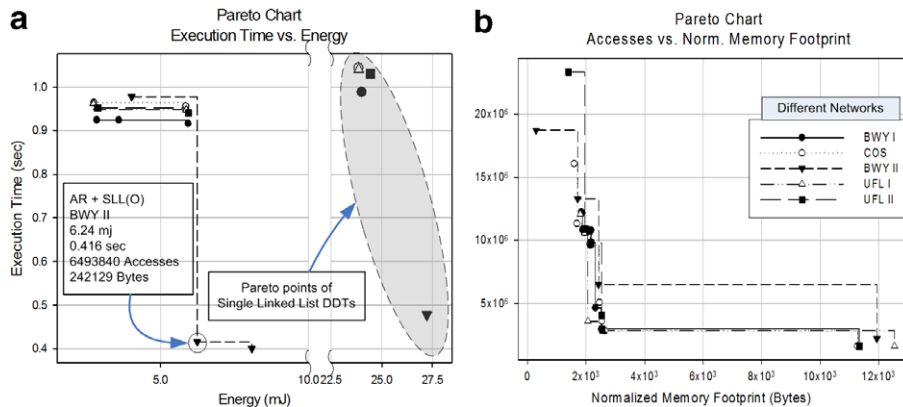 a
Pareto Chart
Execution Time vs. Energy
Execution Time (sec)
1.0
0.9
0.8
0.7
0.6
0.5
0.4
AR + SLL(O)
BWY II
6.24 mj
0.416 sec
6493840 Accesses
242129 Bytes
Pareto points of
Single Linked List DDTs
5.0
10.0
22.5
25.0
27.5
Energy (mJ)
b
Pareto Chart
Accesses vs. Norm. Memory Footprint
20x10⁶
15x10⁶
10x10⁶
5x10⁶
Different Networks
BWY I
COS
BWY II
UFL I
UFL II
0
2x10³
4x10³
6x10³
8x10³
10x10³
12x10³
Normalized Memory Footprint (Bytes)